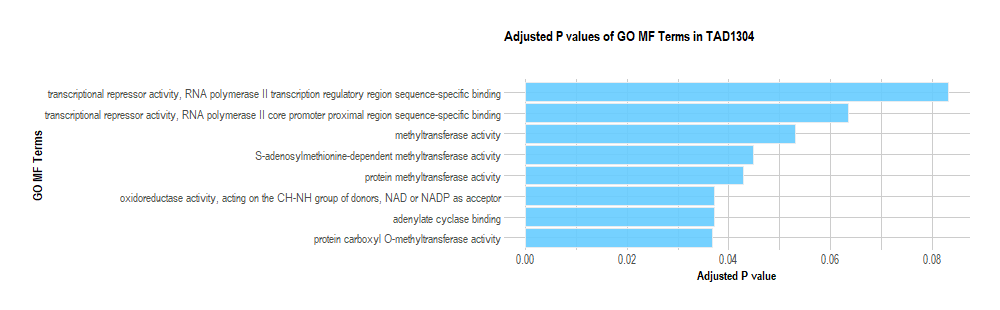 Adjusted P values of GO MF Terms in TAD1304
transcriptional repressor activity, RNA polymerase II transcription regulatory region sequence-specific binding
transcriptional repressor activity, RNA polymerase II core promoter proximal region sequence-specific binding
methyltransferase activity
S-adenosylmethionine-dependent methyltransferase activity
protein methyltransferase activity
oxidoreductase activity, acting on the CH-NH group of donors, NAD or NADP as acceptor
adenylate cyclase binding
protein carboxyl O-methyltransferase activity
GO MF Terms
0.00 0.02 0.04 0.06 0.08
Adjusted P value